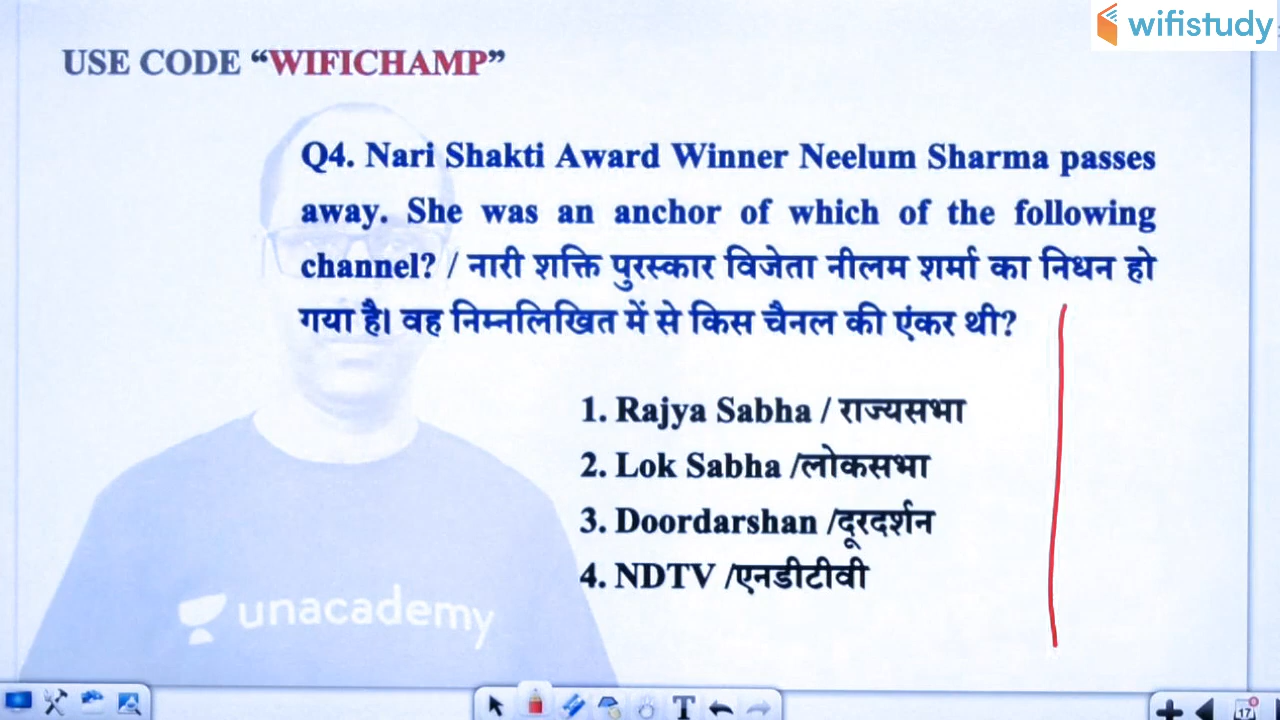 wifistudy
USE CODE “WIFICHAMP”
Q4. Nari Shakti Award Winner Neelum Sharma passes
away. She was an anchor of which of the following
channel? / नारी शक्ति पुरस्कार विजेता नीलम शर्मा का निधन हो
गया है। वह निम्नलिखित में से किस चैनल की एंकर थी?
1. Rajya Sabha / राज्यसभा
2. Lok Sabha /लोकसभा
3. Doordarshan /दूरदर्शन
4. NDTV /एनडीटीवी
unacademy
T
17